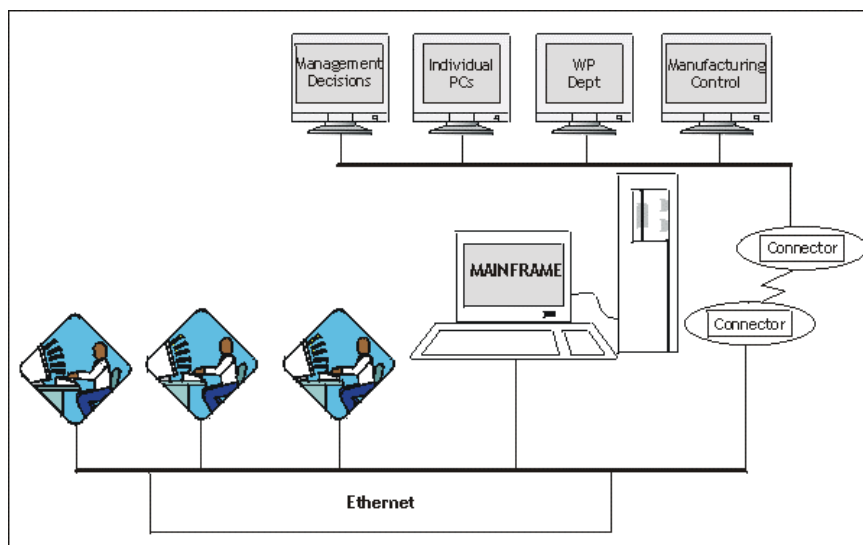 Management
Decisions
Individual
PCs
WP
Dept
Manufacturing
Control
Connector
MAINFRAME
Connector
Ethernet